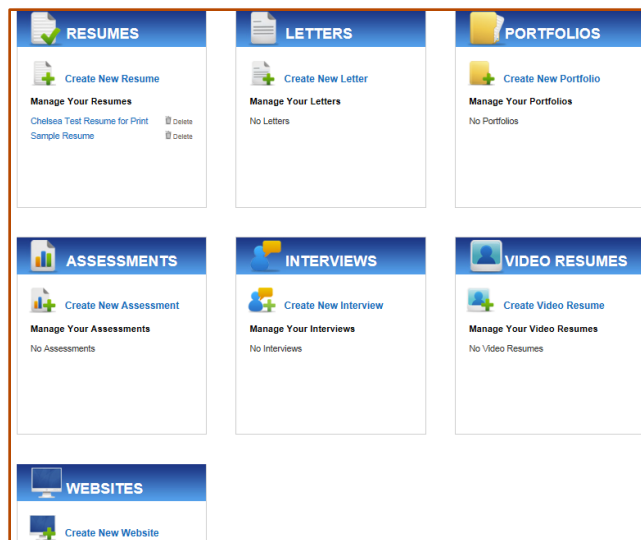 RESUMES
Create New Resume
Manage Your Resumes
Chelsea Test Resume for Print Delete
Sample Resume Delete
LETTERS
Create New Letter
Manage Your Letters
No Letters
PORTFOLIOS
Create New Portfolio
Manage Your Portfolios
No Portfolios
ASSESSMENTS
Create New Assessment
Manage Your Assessments
No Assessments
INTERVIEWS
Create New Interview
Manage Your Interviews
No Interviews
VIDEO RESUMES
Create Video Resume
Manage Your Video Resumes
No Video Resumes
WEBSITES
Create New Website